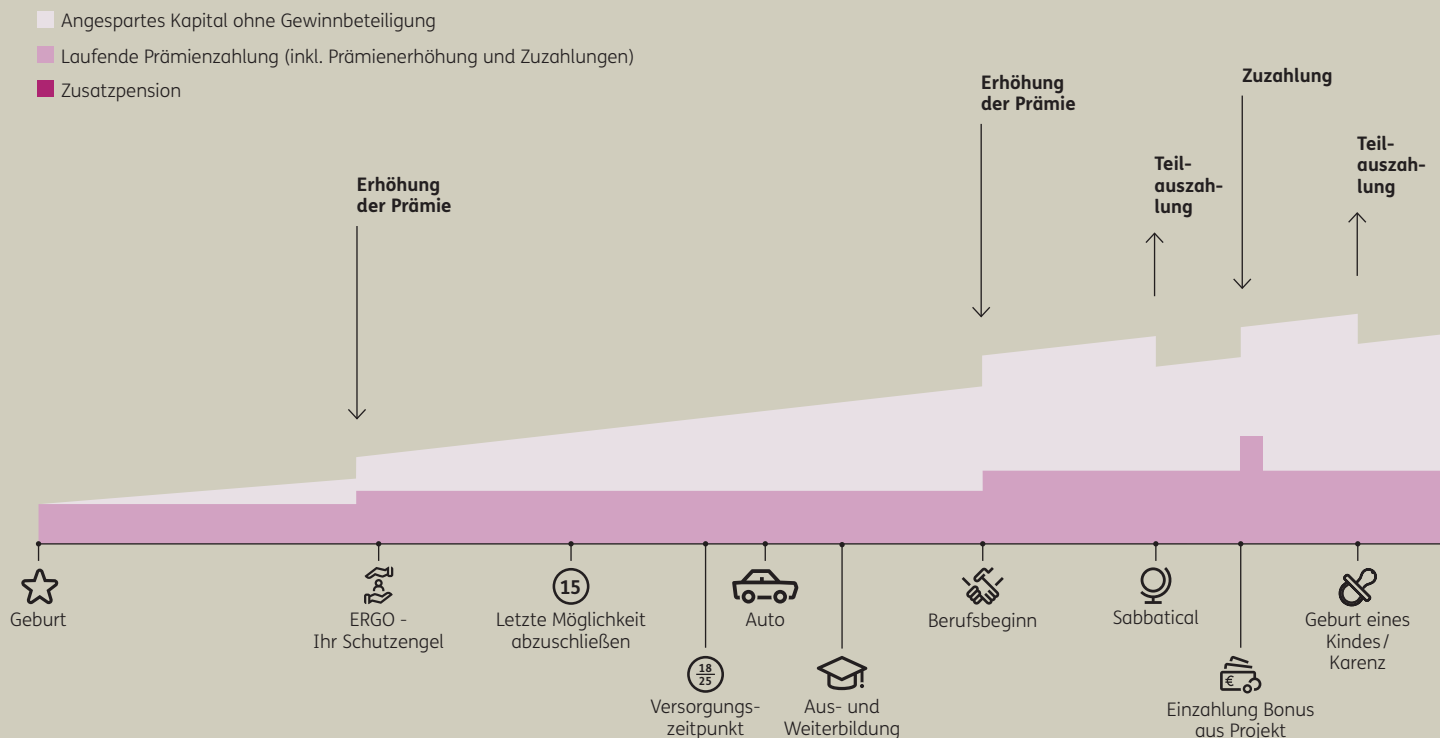 Angespartes Kapital ohne Gewinnbeteiligung
Laufende Prämienzahlung (inkl. Prämienerhöhung und Zuzahlungen)
Zusatzpension
Erhöhung
der Prämie
Erhöhung
der Prämie
Teil-
auszah-
lung
Zuzahlung
Teil-
auszah-
lung
Geburt
ERGO -
Ihr Schutzengel
15
Letzte Möglichkeit
abzuschließen
18
25
Versorgungs-
zeitpunkt
Auto
Aus- und
Weiterbildung
Berufsbeginn
Sabbatical
€
Einzahlung Bonus
aus Projekt
Geburt eines
Kindes/
Karenz